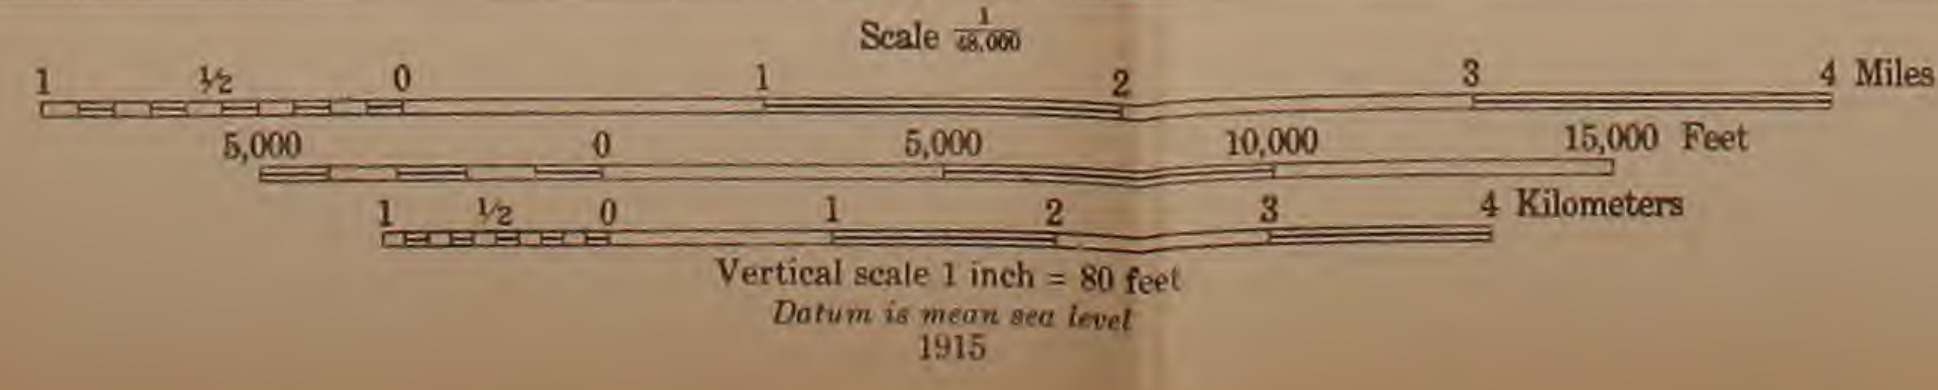 Scale 1/48,000
1 ½ 0 1 2 3 4 Miles
5,000 0 5,000 10,000 15,000 Feet
1 ½ 0 1 2 3 4 Kilometers
Vertical scale 1 inch = 80 feet
Datum is mean sea level
1915